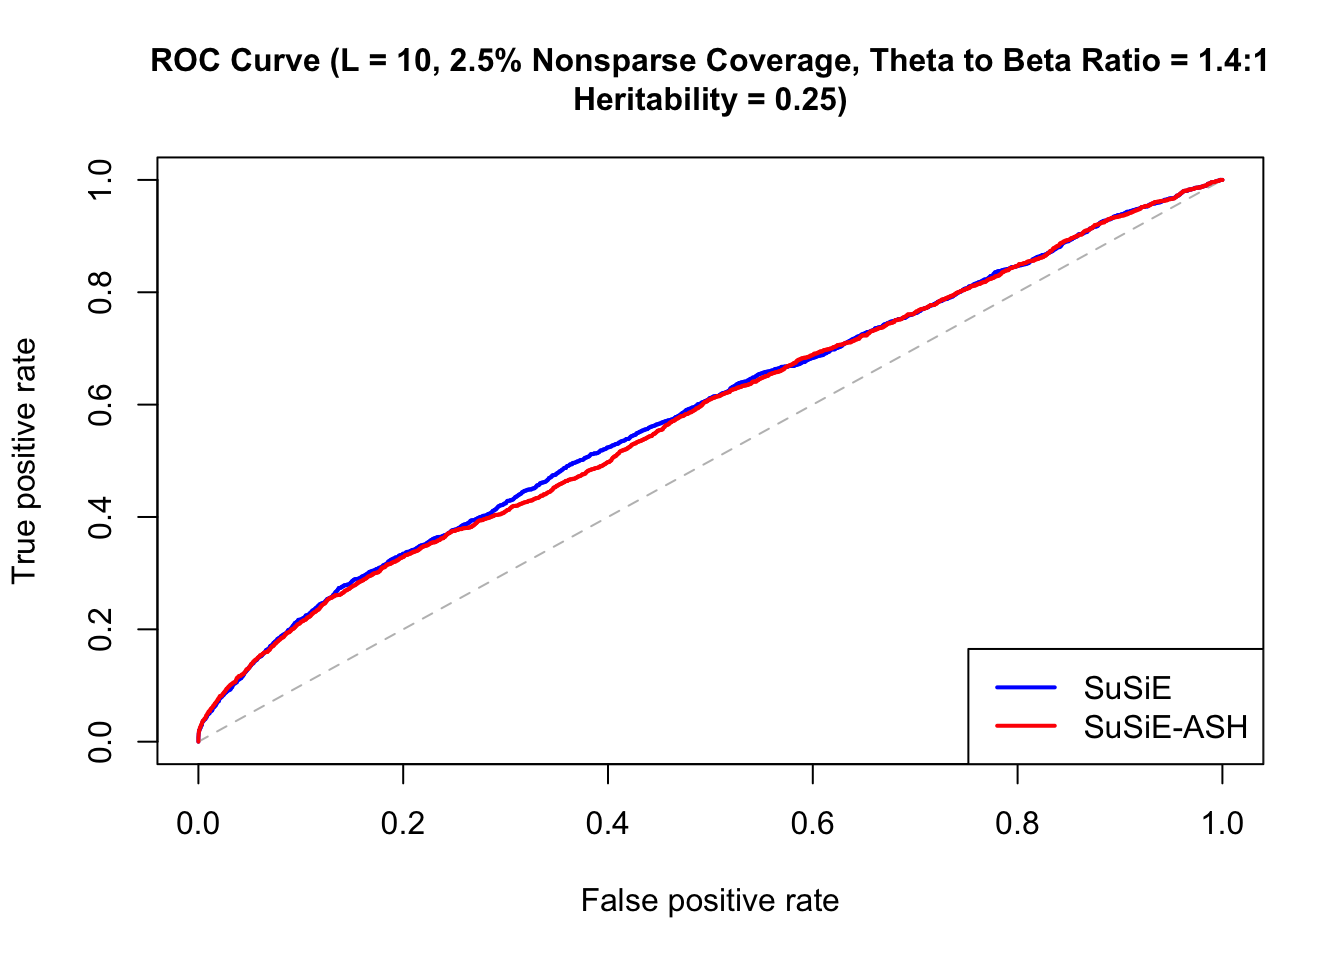 ROC Curve (L = 10, 2.5% Nonsparse Coverage, Theta to Beta Ratio = 1.4:1
Heritability = 0.25)
True positive rate
1.0
0.8
0.6
0.4
0.2
0.0
SuSiE
SuSiE-ASH
0.0 0.2 0.4 0.6 0.8 1.0
False positive rate